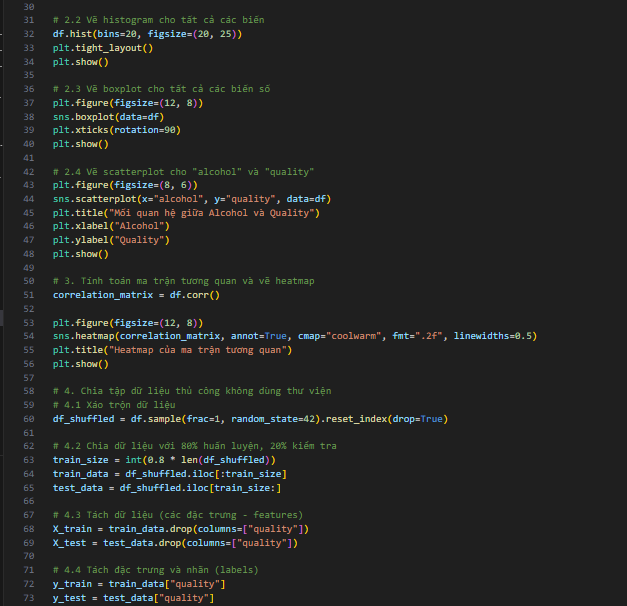 30
31 # 2.2 Vẽ histogram cho tất cả các biến
32 df.hist(bins=20, figsize=(20, 25))
33 plt.tight_layout()
34 plt.show()
35
36 # 2.3 Vẽ boxplot cho tất cả các biến số
37 plt.figure(figsize=(12, 8))
38 sns.boxplot(data=df)
39 plt.xticks(rotation=90)
40 plt.show()
41
42 # 2.4 Vẽ scatterplot cho "alcohol" và "quality"
43 plt.figure(figsize=(8, 6))
44 sns.scatterplot(x="alcohol", y="quality", data=df)
45 plt.title("Mối quan hệ giữa Alcohol và Quality")
46 plt.xlabel("Alcohol")
47 plt.ylabel("Quality")
48 plt.show()
49
50 # 3. Tính toán ma trận tương quan và vẽ heatmap
51 correlation_matrix = df.corr()
52
53 plt.figure(figsize=(12, 8))
54 sns.heatmap(correlation_matrix, annot=True, cmap="coolwarm", fmt=".2f", linewidths=0.5)
55 plt.title("Heatmap của ma trận tương quan")
56 plt.show()
57
58 # 4. Chia tập dữ liệu thủ công không dùng thư viện
59 # 4.1 Xáo trộn dữ liệu
60 df_shuffled = df.sample(frac=1, random_state=42).reset_index(drop=True)
61
62 # 4.2 Chia dữ liệu với 80% huấn luyện, 20% kiểm tra
63 train_size = int(0.8 * len(df_shuffled))
64 train_data = df_shuffled.iloc[:train_size]
65 test_data = df_shuffled.iloc[train_size:]
66
67 # 4.3 Tách dữ liệu (các đặc trưng - features)
68 X_train = train_data.drop(columns=["quality"])
69 X_test = test_data.drop(columns=["quality"])
70
71 # 4.4 Tách đặc trưng và nhãn (labels)
72 y_train = train_data["quality"]
73 y_test = test_data["quality"]